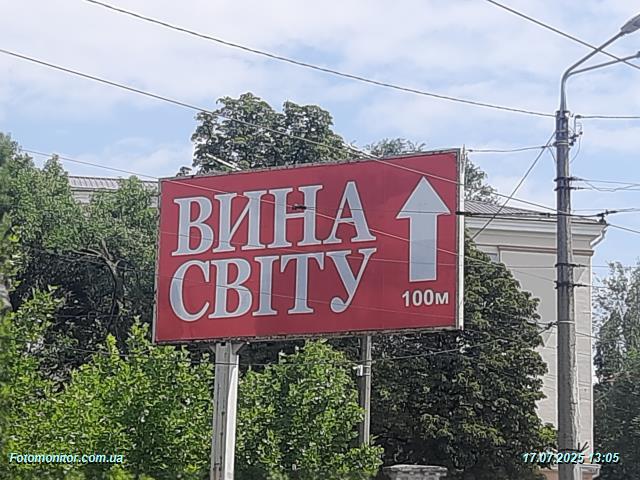 ВИНА
СВІТУ
100м
Fotomonitor.com.ua
17.07.2025 13:05